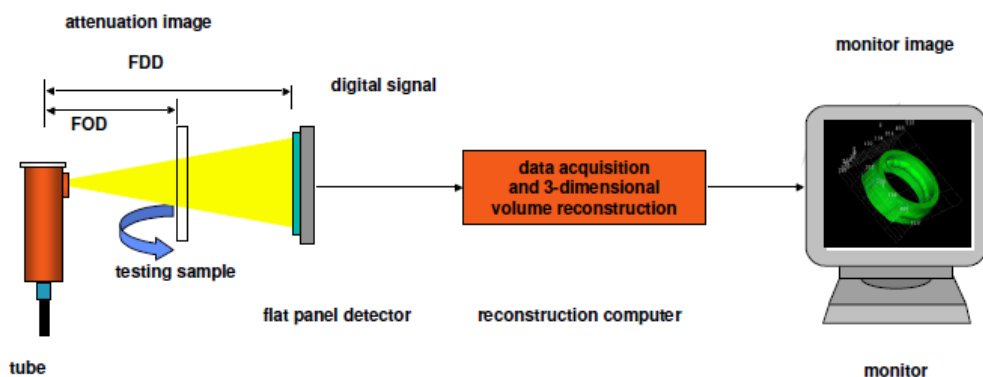 attenuation image
monitor image
FDD
digital signal
FOD
data acquisition
and 3-dimensional
volume reconstruction
testing sample
flat panel detector
reconstruction computer
tube
monitor